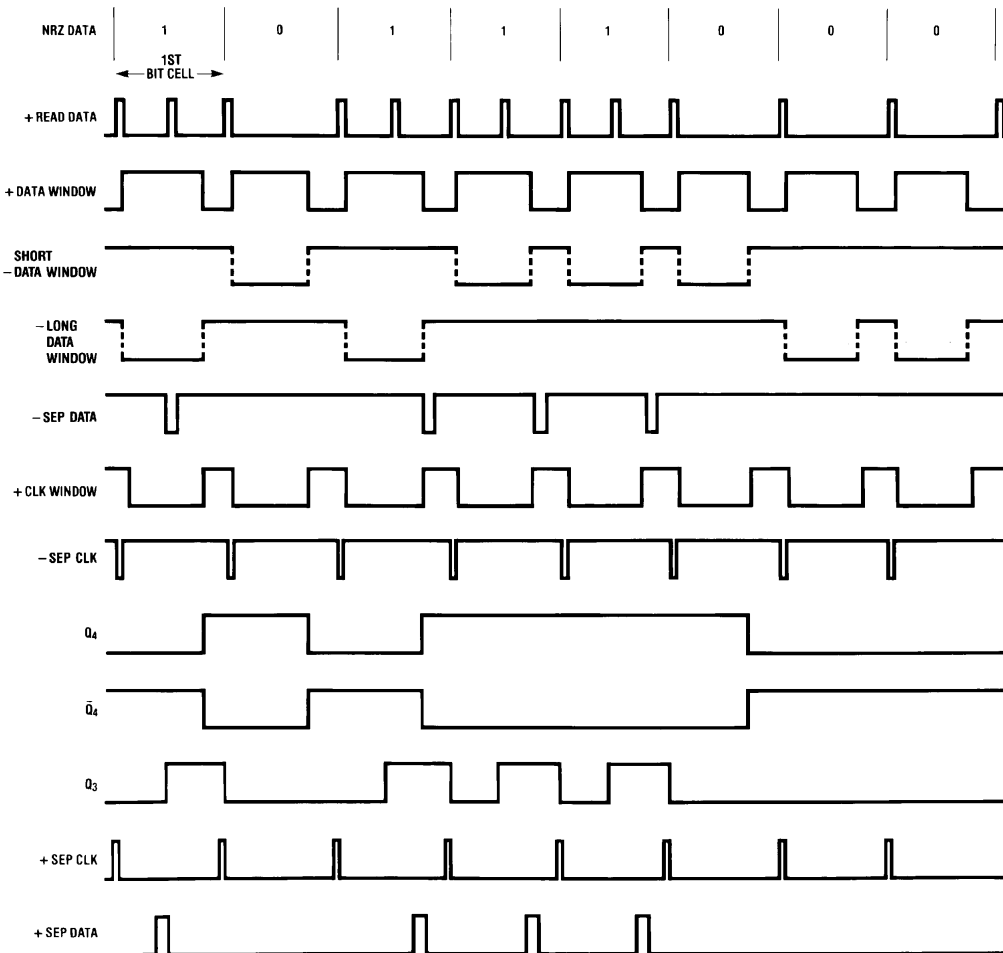 NRZ DATA 1 0 1 1 1 0 0 0
1ST
BIT CELL
+ READ DATA
+ DATA WINDOW
SHORT
− DATA WINDOW
− LONG
DATA
WINDOW
− SEP DATA
+ CLK WINDOW
− SEP CLK
Q4
Q̄4
Q3
+ SEP CLK
+ SEP DATA